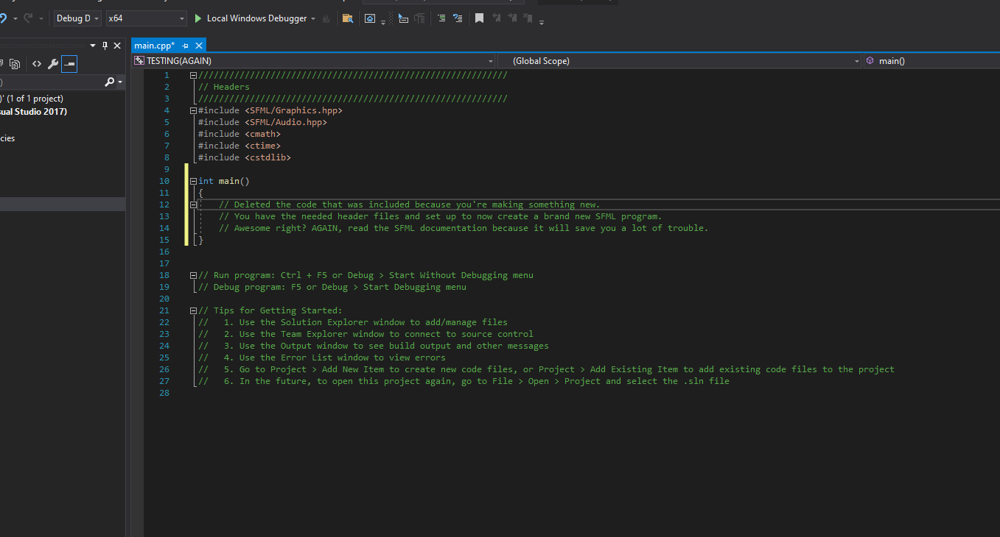 Debug D
x64
Local Windows Debugger
main.cpp*
TESTING(AGAIN)
(Global Scope)
main()
)' (1 of 1 project)
sual Studio 2017)
cies
1 ////////////////////////////////////////////////////////////
2 // Headers
3 ////////////////////////////////////////////////////////////
4 #include <SFML/Graphics.hpp>
5 #include <SFML/Audio.hpp>
6 #include <cmath>
7 #include <ctime>
8 #include <cstdlib>
9
10 int main()
11 {
12 // Deleted the code that was included because you're making something new.
13 // You have the needed header files and set up to now create a brand new SFML program.
14 // Awesome right? AGAIN, read the SFML documentation because it will save you a lot of trouble.
15 }
16
17
18 // Run program: Ctrl + F5 or Debug > Start Without Debugging menu
19 // Debug program: F5 or Debug > Start Debugging menu
20
21 // Tips for Getting Started:
22 //   1. Use the Solution Explorer window to add/manage files
23 //   2. Use the Team Explorer window to connect to source control
24 //   3. Use the Output window to see build output and other messages
25 //   4. Use the Error List window to view errors
26 //   5. Go to Project > Add New Item to create new code files, or Project > Add Existing Item to add existing code files to the project
27 //   6. In the future, to open this project again, go to File > Open > Project and select the .sln file
28